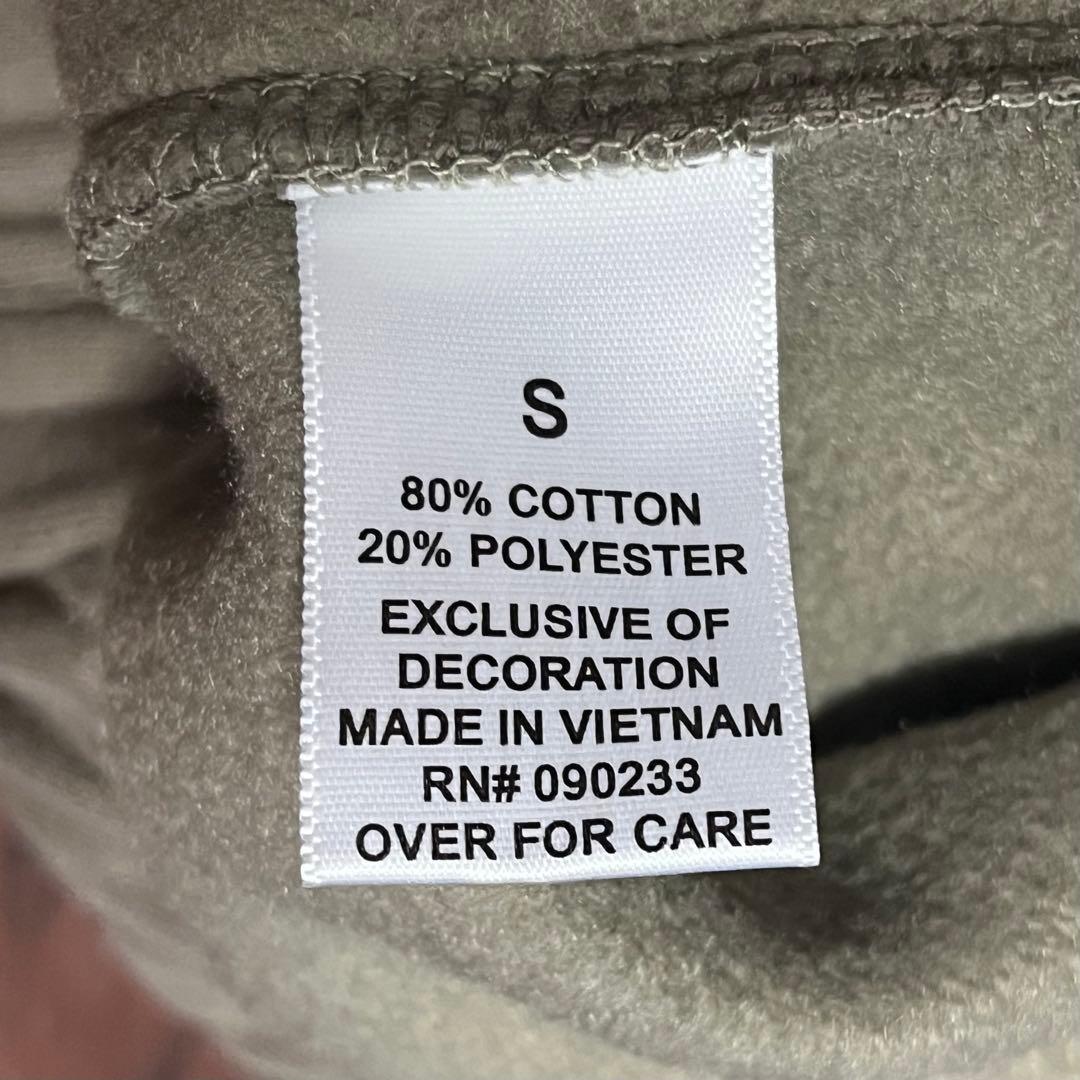 S
80% COTTON
20% POLYESTER
EXCLUSIVE OF
DECORATION
MADE IN VIETNAM
RN# 090233
OVER FOR CARE